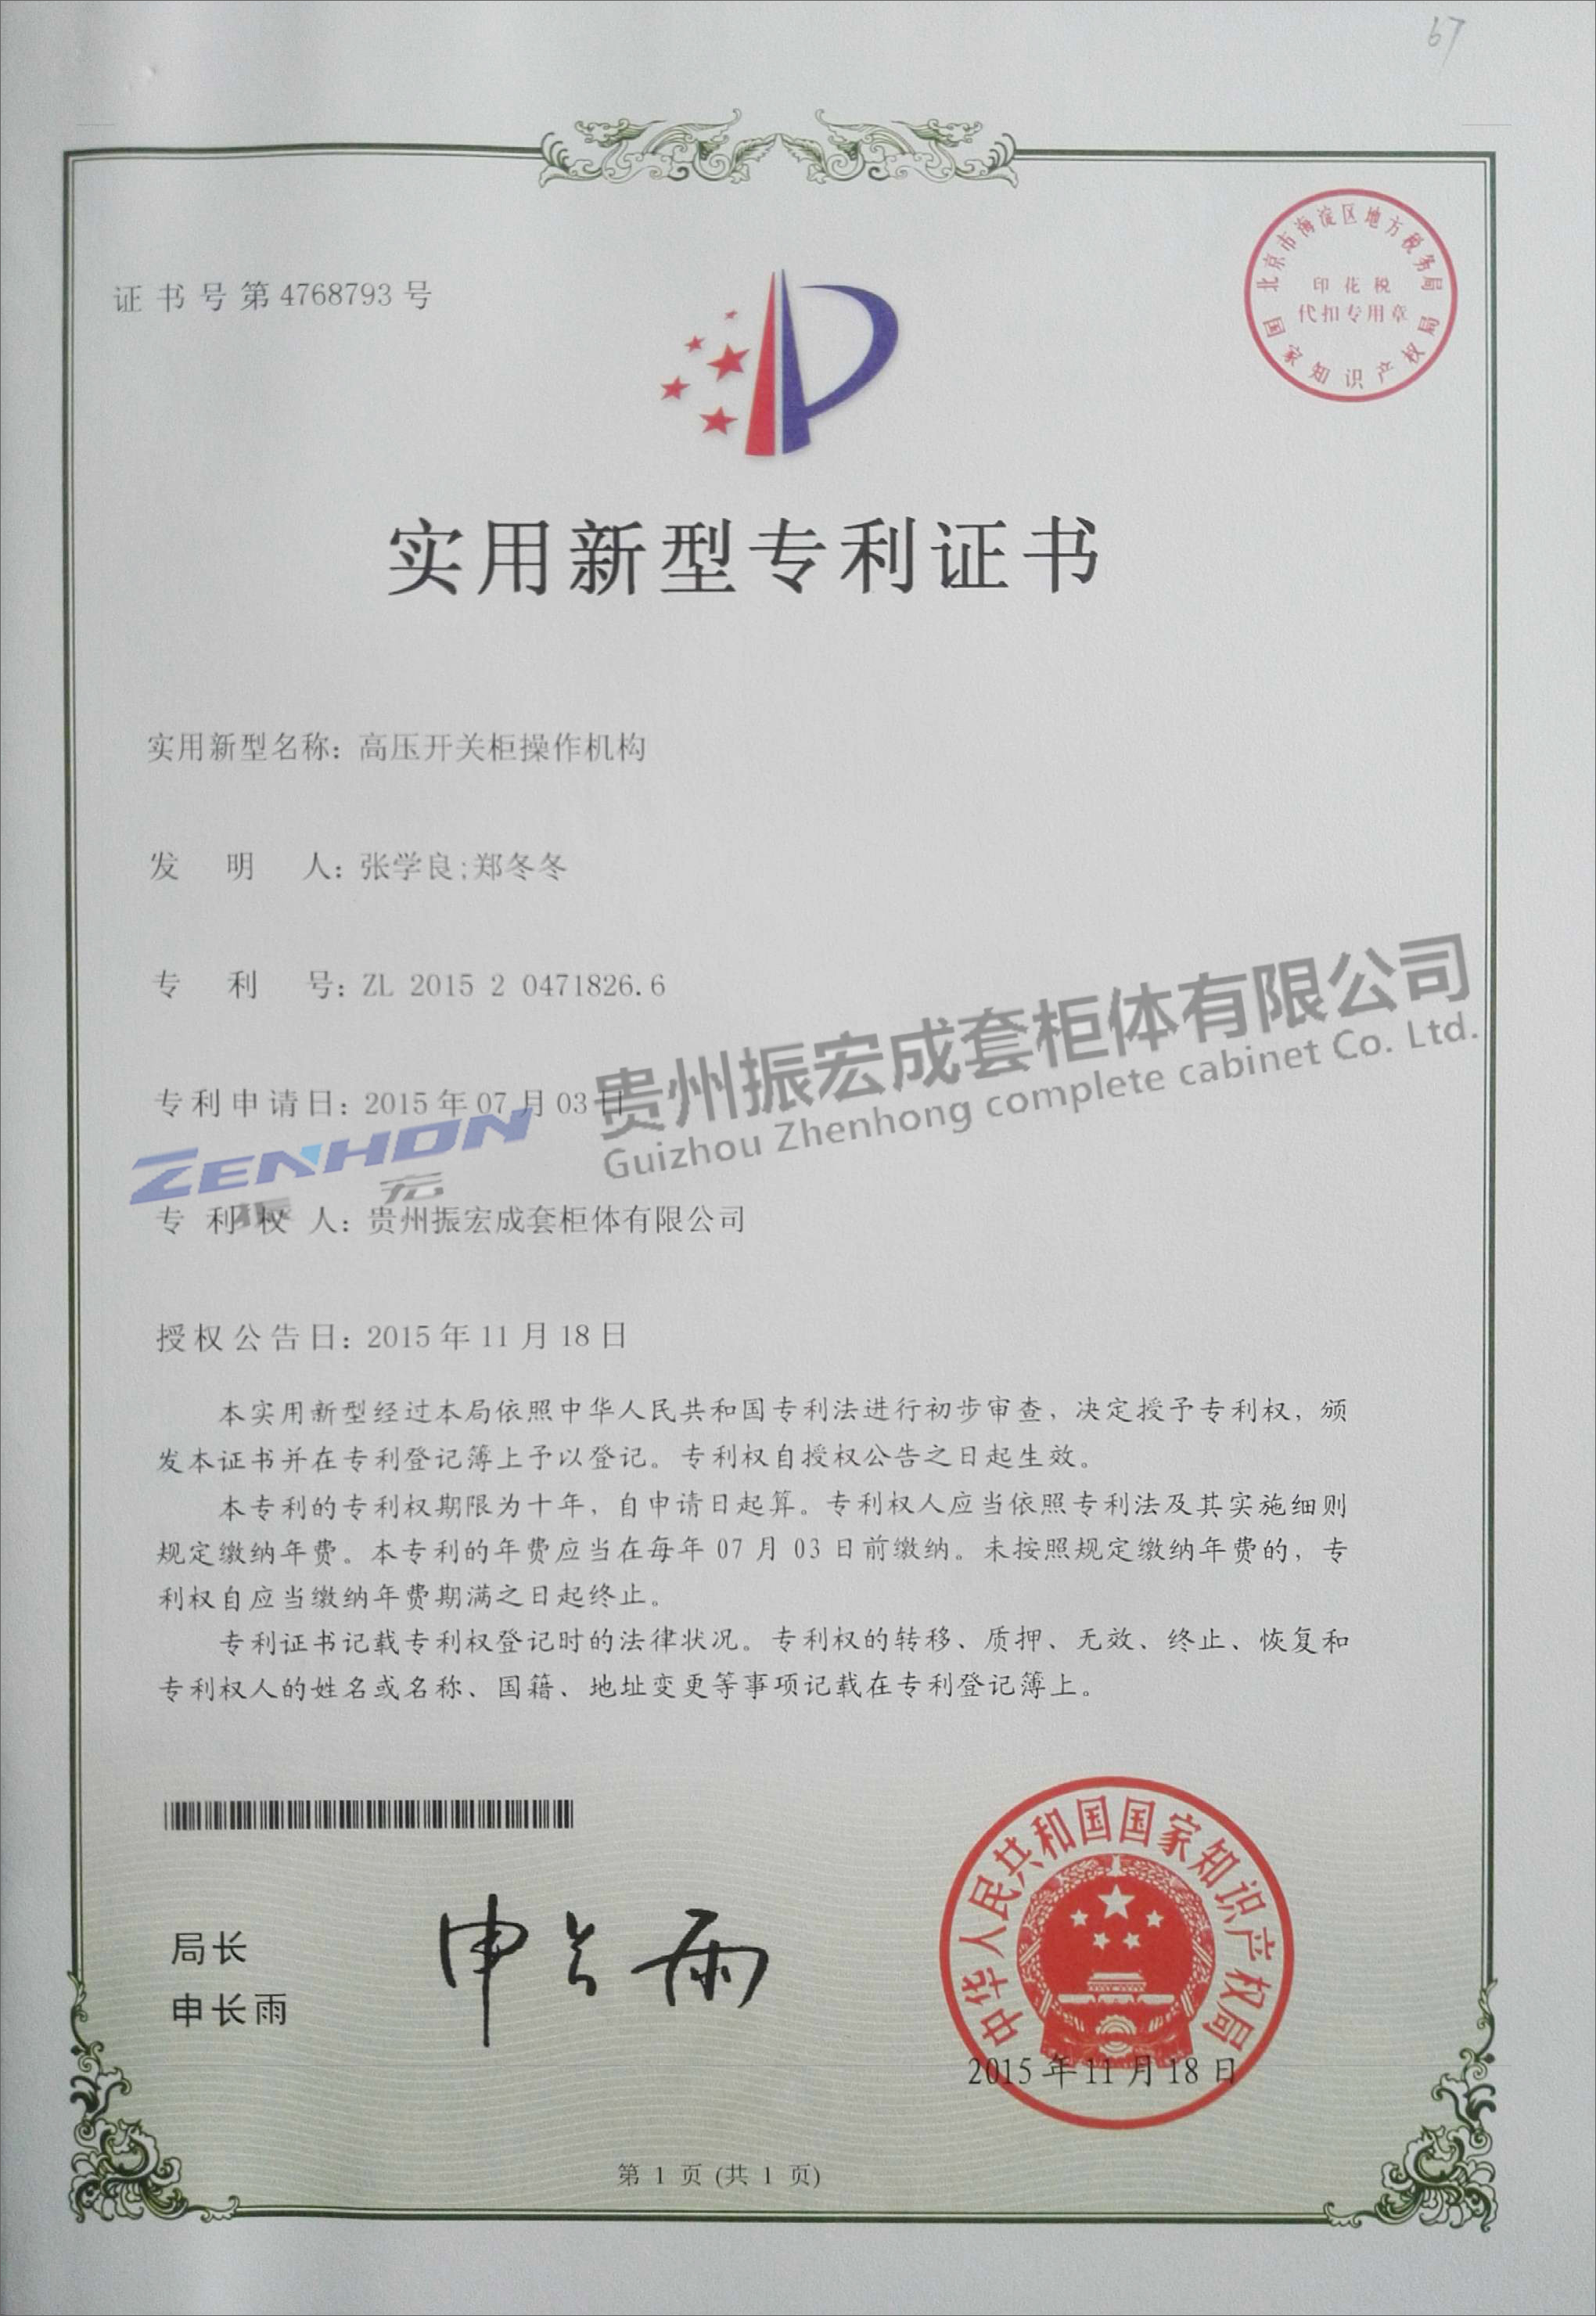 67
北京市海淀区地方税务局
印花税
代扣专用章
国家知识产权局
证书号第4768793号
实用新型专利证书
实用新型名称：高压开关柜操作机构
发明人：张学良;郑冬冬
专利号：ZL 2015 2 0471826.6
专利申请日：2015年07月03日
贵州振宏成套柜体有限公司
Guizhou Zhenhong complete cabinet Co. Ltd.
ZENHON
振宏
专利权人：贵州振宏成套柜体有限公司
授权公告日：2015年11月18日
本实用新型经过本局依照中华人民共和国专利法进行初步审查，决定授予专利权，颁
发本证书并在专利登记簿上予以登记。专利权自授权公告之日起生效。
本专利的专利权期限为十年，自申请日起算。专利权人应当依照专利法及其实施细则
规定缴纳年费。本专利的年费应当在每年07月03日前缴纳。未按照规定缴纳年费的，专
利权自应当缴纳年费期满之日起终止。
专利证书记载专利权登记时的法律状况。专利权的转移、质押、无效、终止、恢复和
专利权人的姓名或名称、国籍、地址变更等事项记载在专利登记簿上。
局长
申长雨
申长雨
中华人民共和国国家知识产权局
2015年11月18日
第1页(共1页)